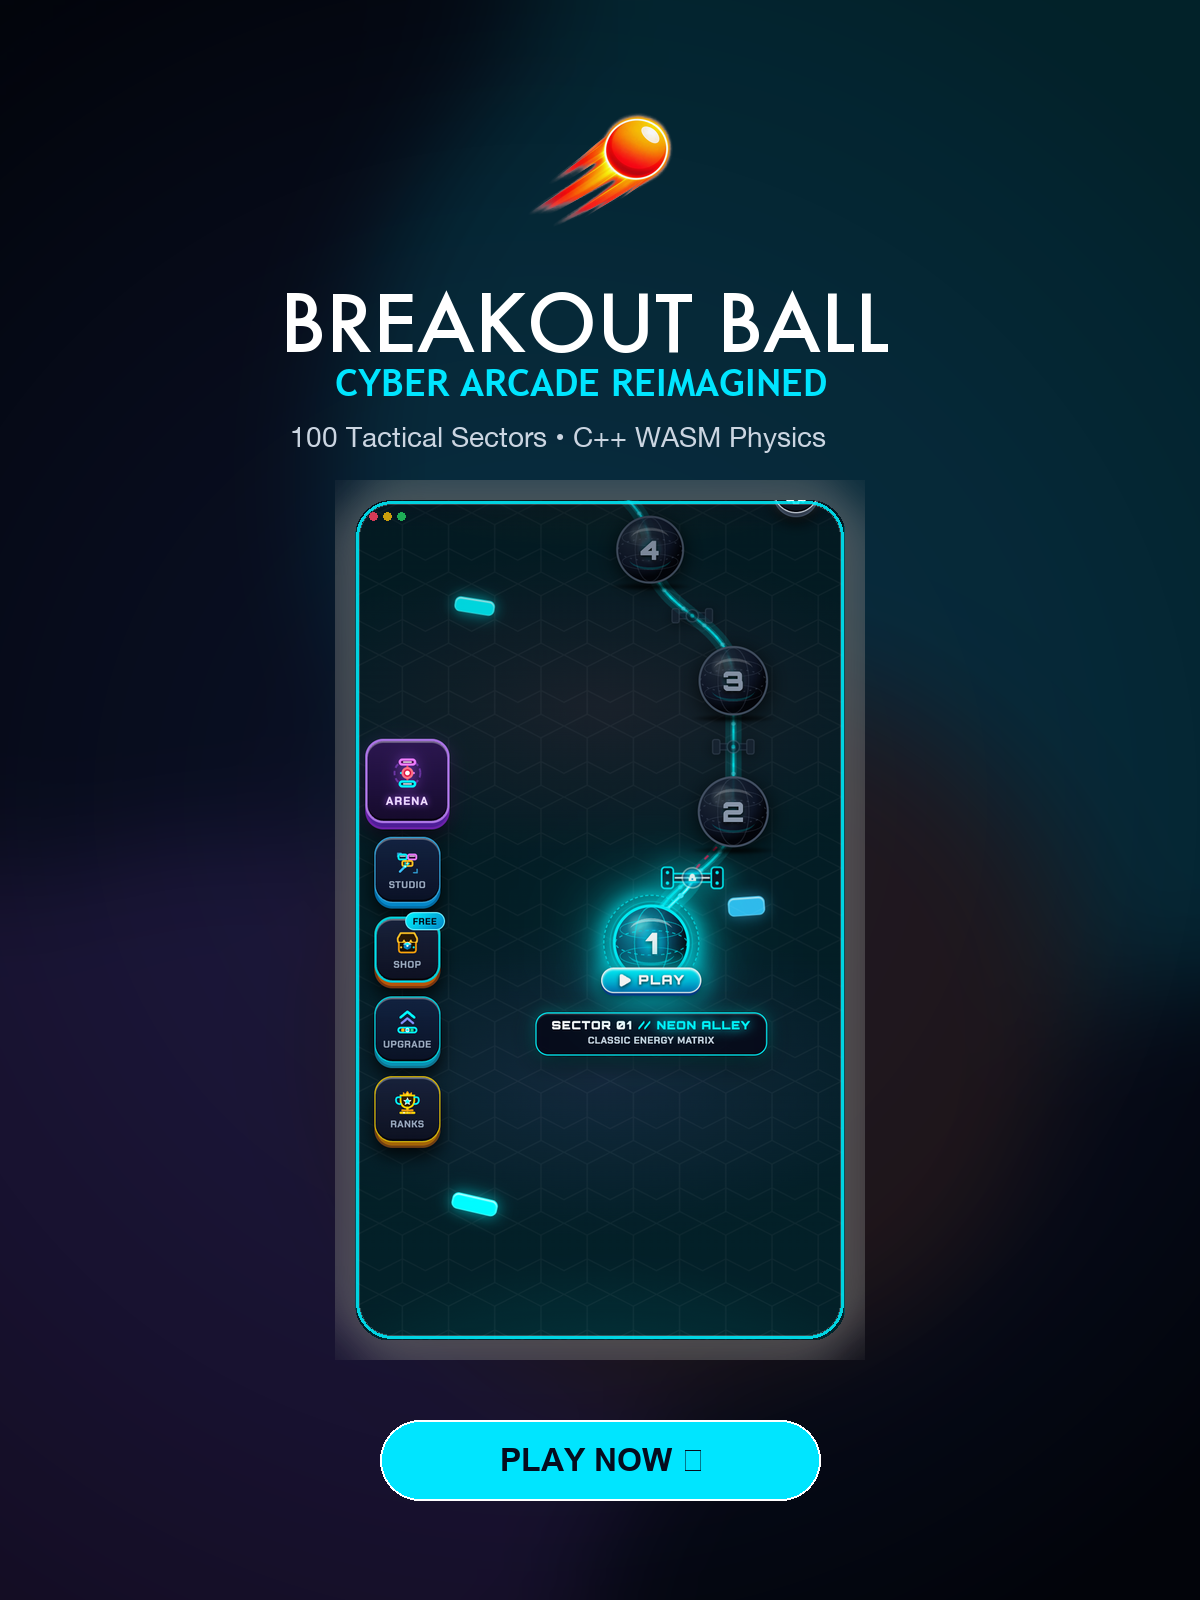 BREAKOUT BALL
CYBER ARCADE REIMAGINED
100 Tactical Sectors • C++ WASM Physics
4
3
ARENA
2
STUDIO
FREE
SHOP
1
PLAY
SECTOR 01 // NEON ALLEY
CLASSIC ENERGY MATRIX
UPGRADE
RANKS
PLAY NOW